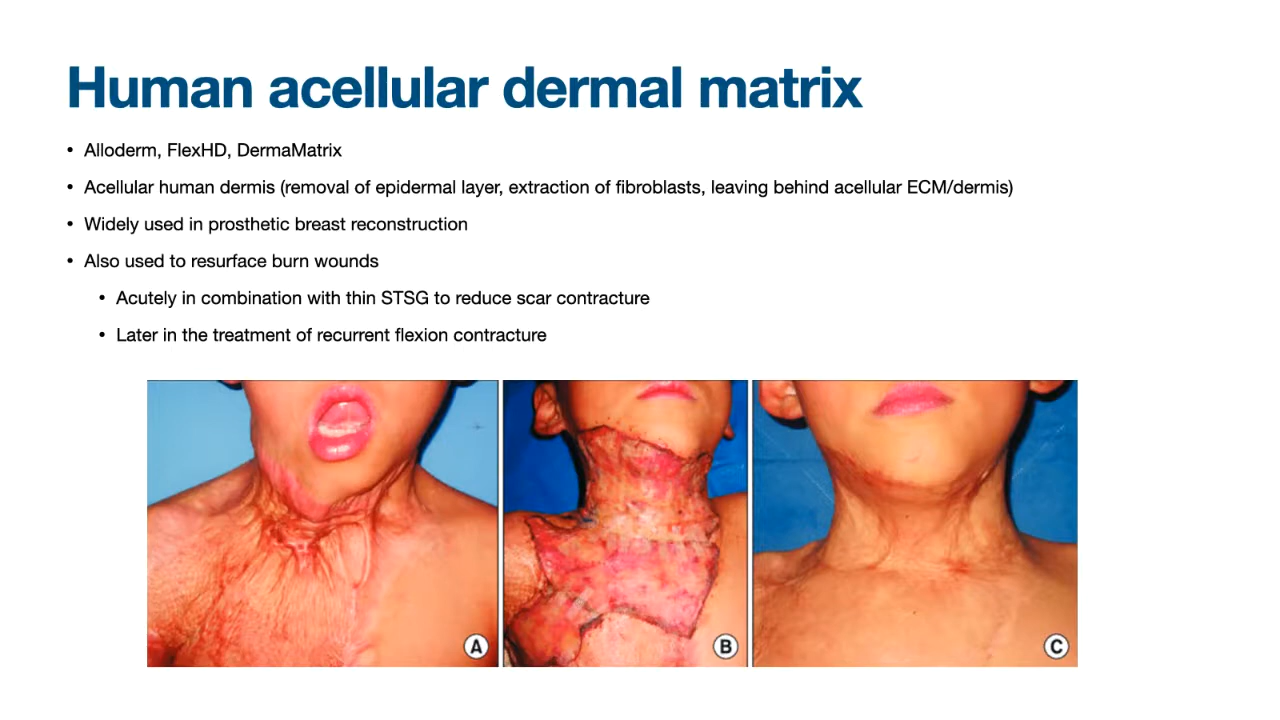 Human acellular dermal matrix
• Alloderm, FlexHD, DermaMatrix
• Acellular human dermis (removal of epidermal layer, extraction of fibroblasts, leaving behind acellular ECM/dermis)
• Widely used in prosthetic breast reconstruction
• Also used to resurface burn wounds
• Acutely in combination with thin STSG to reduce scar contracture
• Later in the treatment of recurrent flexion contracture
A B C